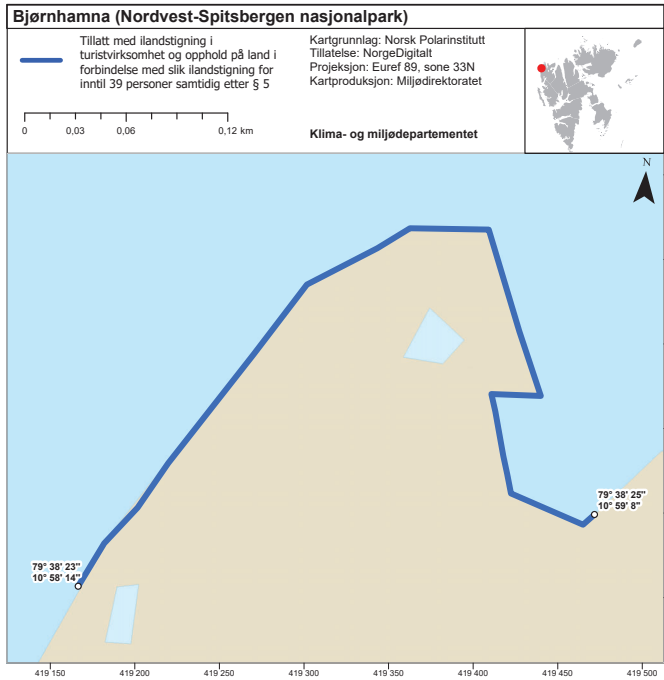 Bjørnhamna (Nordvest-Spitsbergen nasjonalpark)
Tillatt med ilandstigning i
turistvirksomhet og opphold på land i
forbindelse med slik ilandstigning for
inntil 39 personer samtidig etter § 5
0 0,03 0,06 0,12 km
Kartgrunnlag: Norsk Polarinstitutt
Tillatelse: NorgeDigitalt
Projeksjon: Euref 89, sone 33N
Kartproduksjon: Miljødirektoratet
Klima- og miljødepartementet
N
79° 38' 25"
10° 59' 8"
79° 38' 23"
10° 58' 14"
419 150 419 200 419 250 419 300 419 350 419 400 419 450 419 500